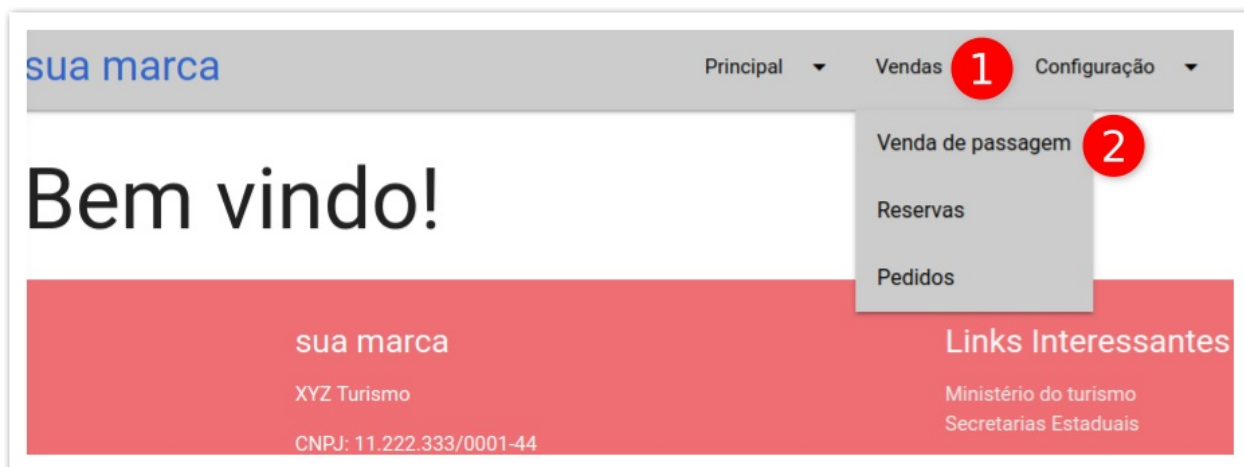 sua marca
Principal
Vendas
1
Configuração
Venda de passagem
2
Reservas
Pedidos
Bem vindo!
sua marca
XYZ Turismo
CNPJ: 11.222.333/0001-44
Links Interessantes
Ministério do turismo
Secretarias Estaduais